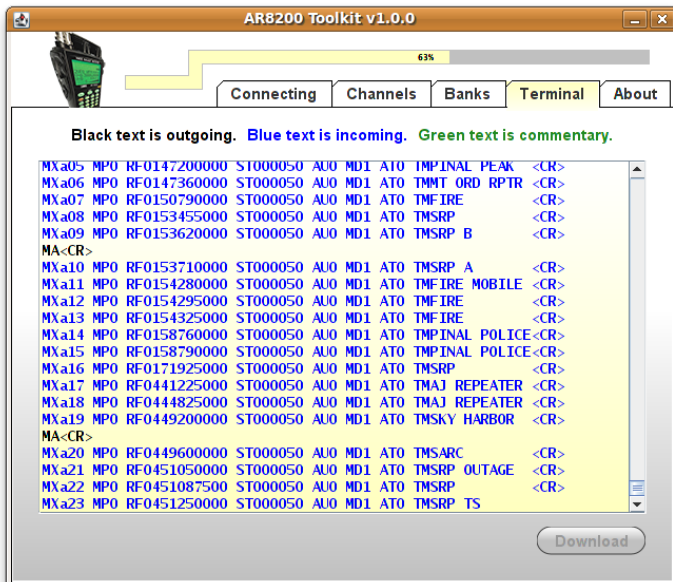 AR8200 Toolkit v1.0.0
63%
Connecting Channels Banks Terminal About
Black text is outgoing. Blue text is incoming. Green text is commentary.
MXa05 MP0 RF0147200000 ST000050 AU0 MD1 AT0 TMPINAL PEAK <CR>
MXa06 MP0 RF0147360000 ST000050 AU0 MD1 AT0 TMMT ORD RPTR <CR>
MXa07 MP0 RF0150790000 ST000050 AU0 MD1 AT0 TMFIRE <CR>
MXa08 MP0 RF0153455000 ST000050 AU0 MD1 AT0 TMSRP <CR>
MXa09 MP0 RF0153620000 ST000050 AU0 MD1 AT0 TMSRP B <CR>
MA<CR>
MXa10 MP0 RF0153710000 ST000050 AU0 MD1 AT0 TMSRP A <CR>
MXa11 MP0 RF0154280000 ST000050 AU0 MD1 AT0 TMFIRE MOBILE <CR>
MXa12 MP0 RF0154295000 ST000050 AU0 MD1 AT0 TMFIRE <CR>
MXa13 MP0 RF0154325000 ST000050 AU0 MD1 AT0 TMFIRE <CR>
MXa14 MP0 RF0158760000 ST000050 AU0 MD1 AT0 TMPINAL POLICE<CR>
MXa15 MP0 RF0158790000 ST000050 AU0 MD1 AT0 TMPINAL POLICE<CR>
MXa16 MP0 RF0171925000 ST000050 AU0 MD1 AT0 TMSRP <CR>
MXa17 MP0 RF0441225000 ST000050 AU0 MD1 AT0 TMAJ REPEATER <CR>
MXa18 MP0 RF0444825000 ST000050 AU0 MD1 AT0 TMAJ REPEATER <CR>
MXa19 MP0 RF0449200000 ST000050 AU0 MD1 AT0 TMSKY HARBOR <CR>
MA<CR>
MXa20 MP0 RF0449600000 ST000050 AU0 MD1 AT0 TMSARC <CR>
MXa21 MP0 RF0451050000 ST000050 AU0 MD1 AT0 TMSRP OUTAGE <CR>
MXa22 MP0 RF0451087500 ST000050 AU0 MD1 AT0 TMSRP <CR>
MXa23 MP0 RF0451250000 ST000050 AU0 MD1 AT0 TMSRP TS
Download